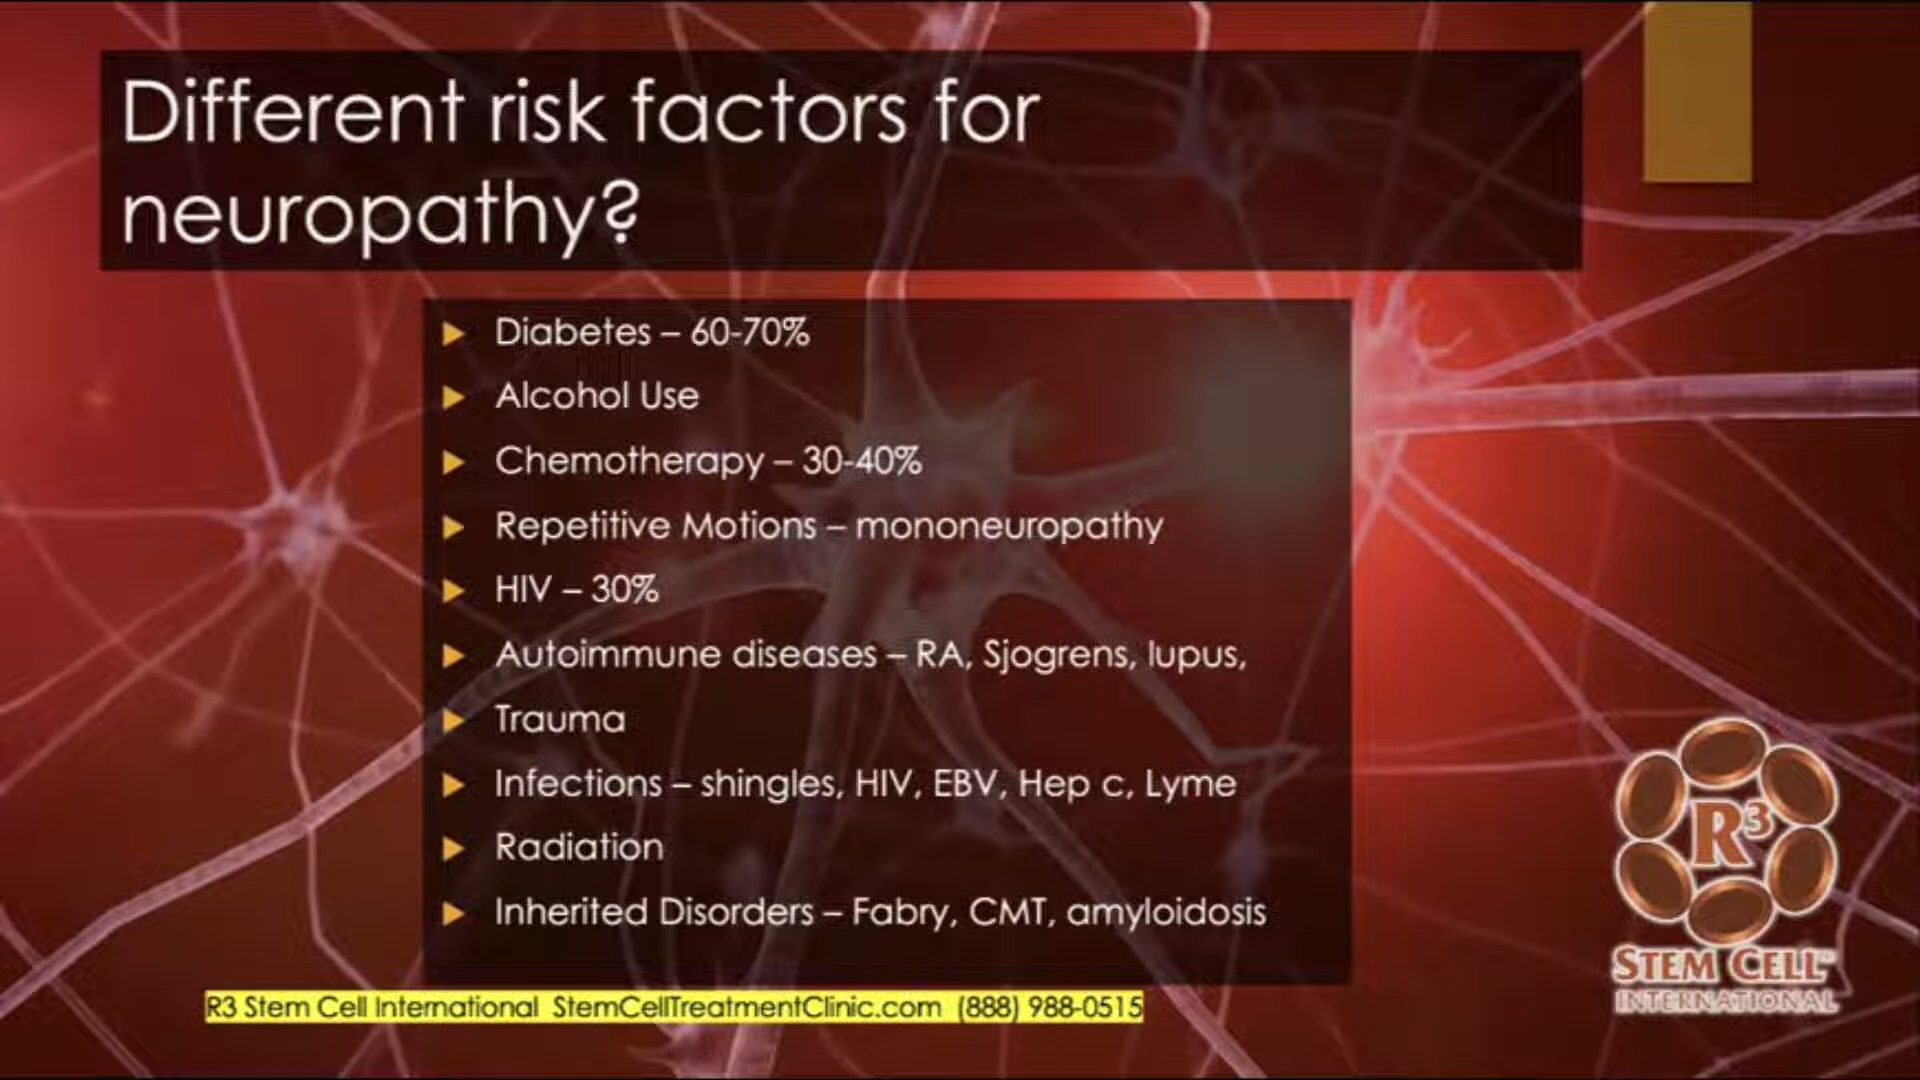 Different risk factors for
neuropathy?
Diabetes – 60-70%
Alcohol Use
Chemotherapy – 30-40%
Repetitive Motions – mononeuropathy
HIV – 30%
Autoimmune diseases – RA, Sjogrens, lupus,
Trauma
Infections – shingles, HIV, EBV, Hep c, Lyme
Radiation
Inherited Disorders – Fabry, CMT, amyloidosis
R3 Stem Cell International StemCellTreatmentClinic.com (888) 988-0515
R3
STEM CELL
INTERNATIONAL